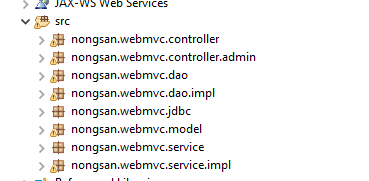 JAX-WS Web Services
src
nongsan.webmvc.controller
nongsan.webmvc.controller.admin
nongsan.webmvc.dao
nongsan.webmvc.dao.impl
nongsan.webmvc.jdbc
nongsan.webmvc.model
nongsan.webmvc.service
nongsan.webmvc.service.impl